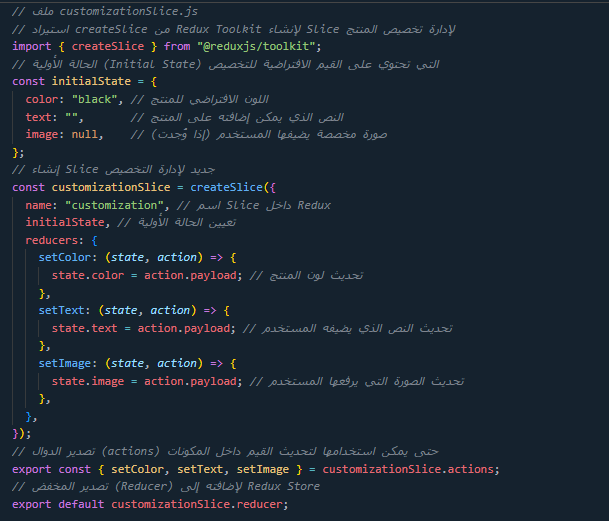 // ملف customizationSlice.js
// استيراد createSlice من Redux Toolkit لإنشاء Slice لإدارة تخصيص المنتج
import { createSlice } from "@reduxjs/toolkit";
// الحالة الأولية (Initial State) التي تحتوي على القيم الافتراضية للتخصيص
const initialState = {
  color: "black", // اللون الافتراضي للمنتج
  text: "",       // النص الذي يمكن إضافته على المنتج
  image: null,    // صورة مخصصة يضيفها المستخدم (إذا وُجدت)
};
// إنشاء Slice جديد لإدارة التخصيص
const customizationSlice = createSlice({
  name: "customization", // اسم Slice داخل Redux
  initialState, // تعيين الحالة الأولية
  reducers: {
    setColor: (state, action) => {
      state.color = action.payload; // تحديث لون المنتج
    },
    setText: (state, action) => {
      state.text = action.payload; // تحديث النص الذي يضيفه المستخدم
    },
    setImage: (state, action) => {
      state.image = action.payload; // تحديث الصورة التي يرفعها المستخدم
    },
  },
});
// تصدير الدوال (actions) حتى يمكن استخدامها لتحديث القيم داخل المكونات
export const { setColor, setText, setImage } = customizationSlice.actions;
// تصدير المخفض (Reducer) لإضافته إلى Redux Store
export default customizationSlice.reducer;